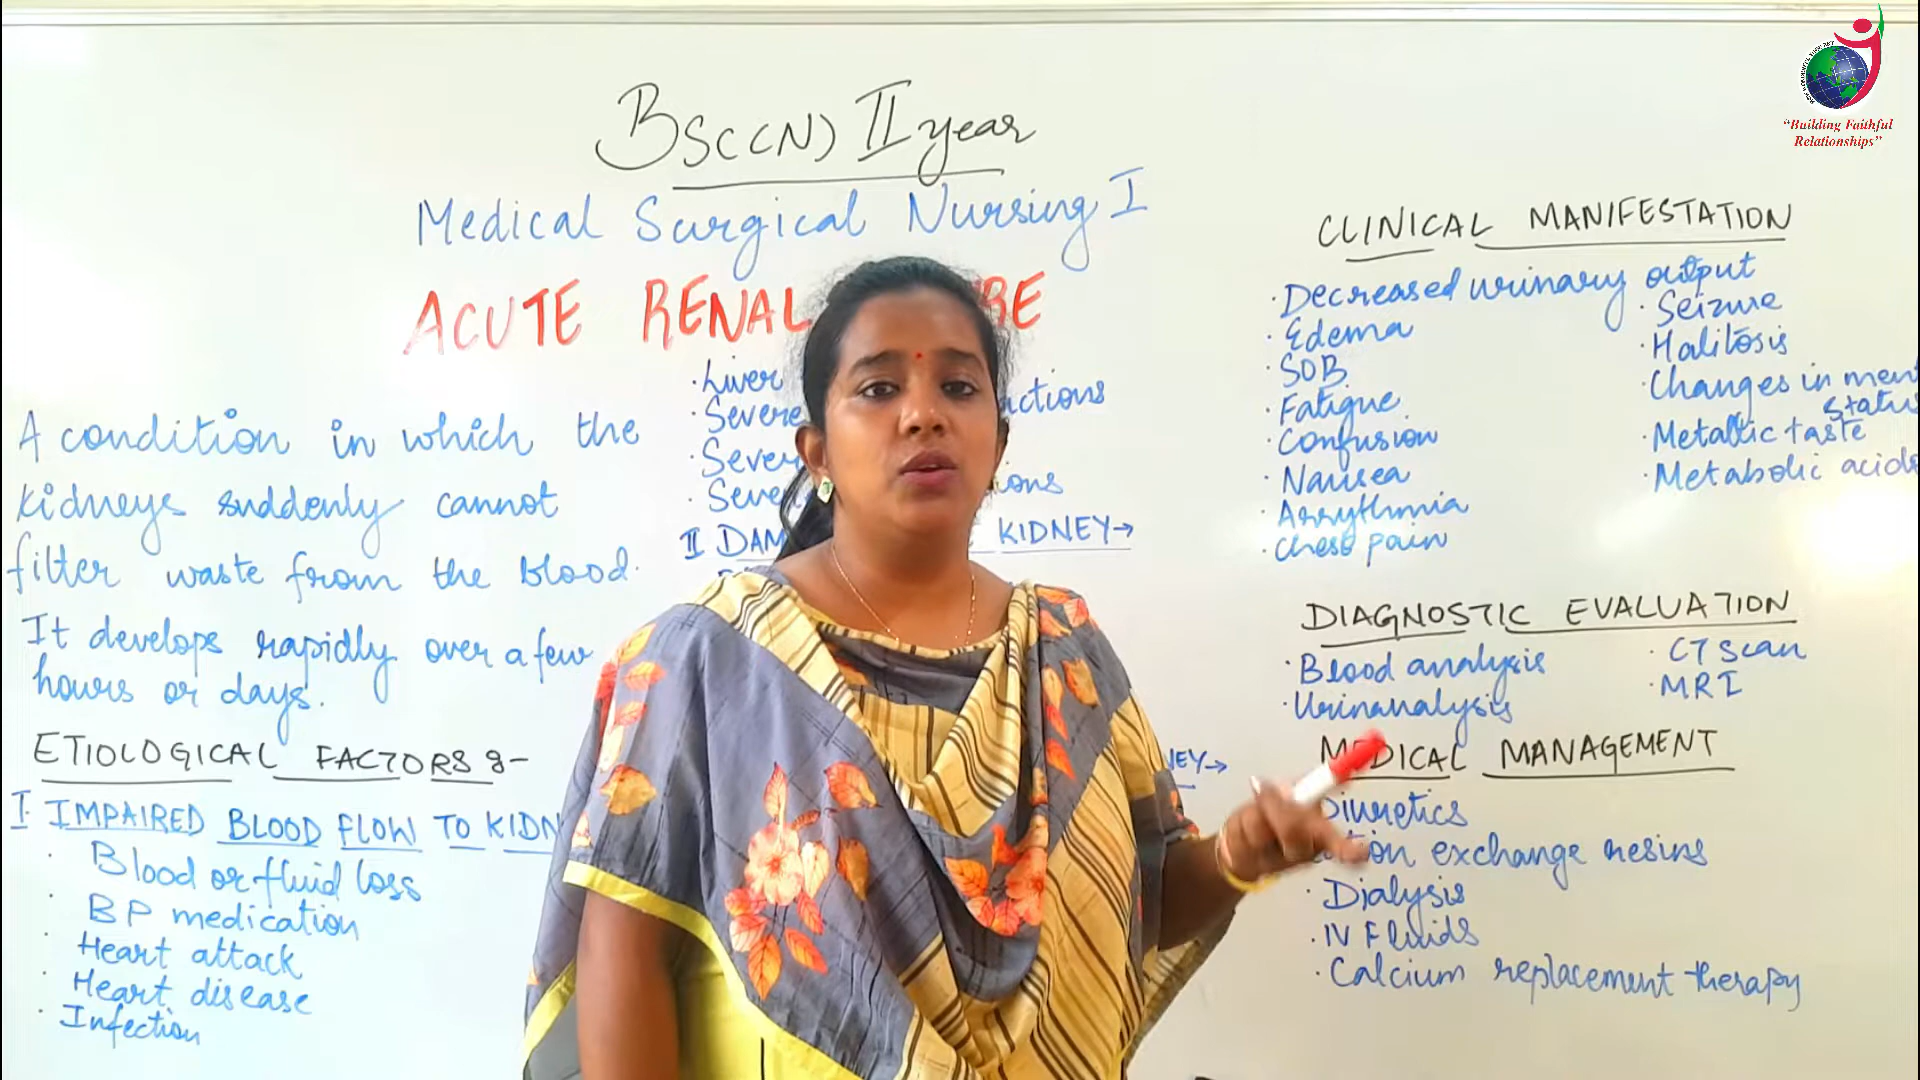 BSC(N) II year
Medical Surgical Nursing I
ACUTE RENAL
A condition in which the
kidneys suddenly cannot
filter waste from the blood.
It develops rapidly over a few
hours or days.
ETIOLOGICAL FACTORS :-
I. IMPAIRED BLOOD FLOW TO KIDN
· Blood or fluid loss
· BP medication
· Heart attack
· Heart disease
· Infection
· Liver
· Severe
· Seve
II DAM KIDNEY→
CLINICAL MANIFESTATION
· Decreased urinary output
· Edema
· SOB
· Fatigue
· Confusion
· Nausea
· Arrythmia
· Chest pain
· Seizure
· Halitosis
· Changes in men
status
· Metallic taste
· Metabolic acido
DIAGNOSTIC EVALUATION
· Blood analysis
· Urinanalysis
· CT scan
· MRI
MEDICAL MANAGEMENT
Diuretics
exchange resins
· Dialysis
· IV Fluids
· Calcium replacement therapy
"Building Faithful
Relationships"